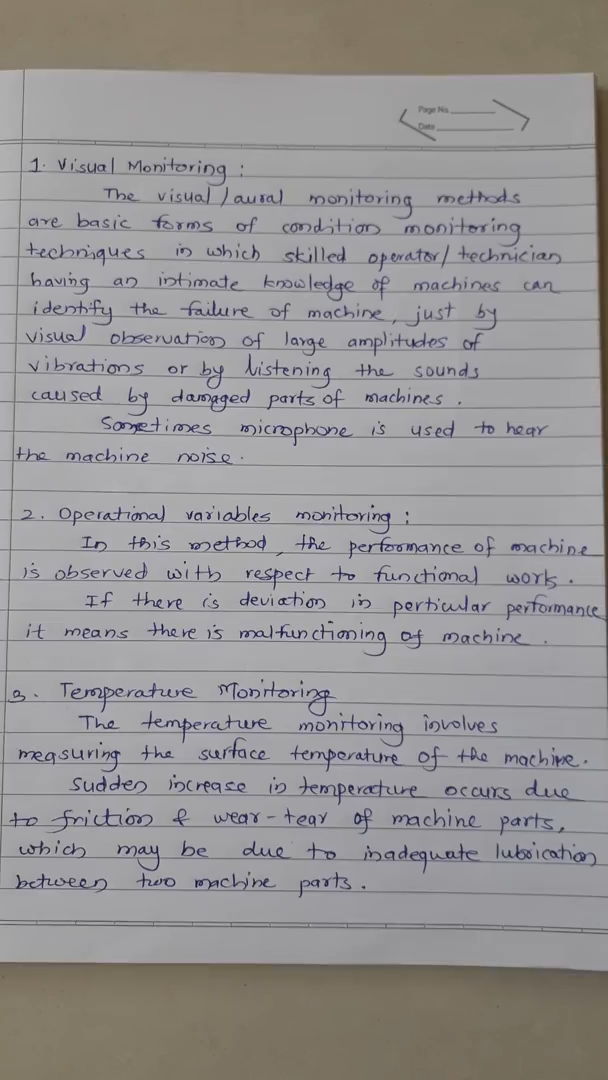 Page No.
Date
1. Visual Monitoring :
The visual / aural monitoring methods
are basic forms of condition monitoring
techniques in which skilled operator/ technician
having an intimate knowledge of machines can
identify the failure of machine, just by
visual observation of large amplitudes of
vibrations or by listening the sounds
caused by damaged parts of machines.
Sometimes microphone is used to hear
the machine noise.
2. Operational variables monitoring :
In this method, the performance of machine
is observed with respect to functional work.
If there is deviation in perticular performance
it means there is malfunctioning of machine.
3. Temperature Monitoring
The temperature monitoring involves
measuring the surface temperature of the machine.
Sudden increase in temperature occurs due
to friction & wear-tear of machine parts,
which may be due to inadequate lubrication
between two machine parts.